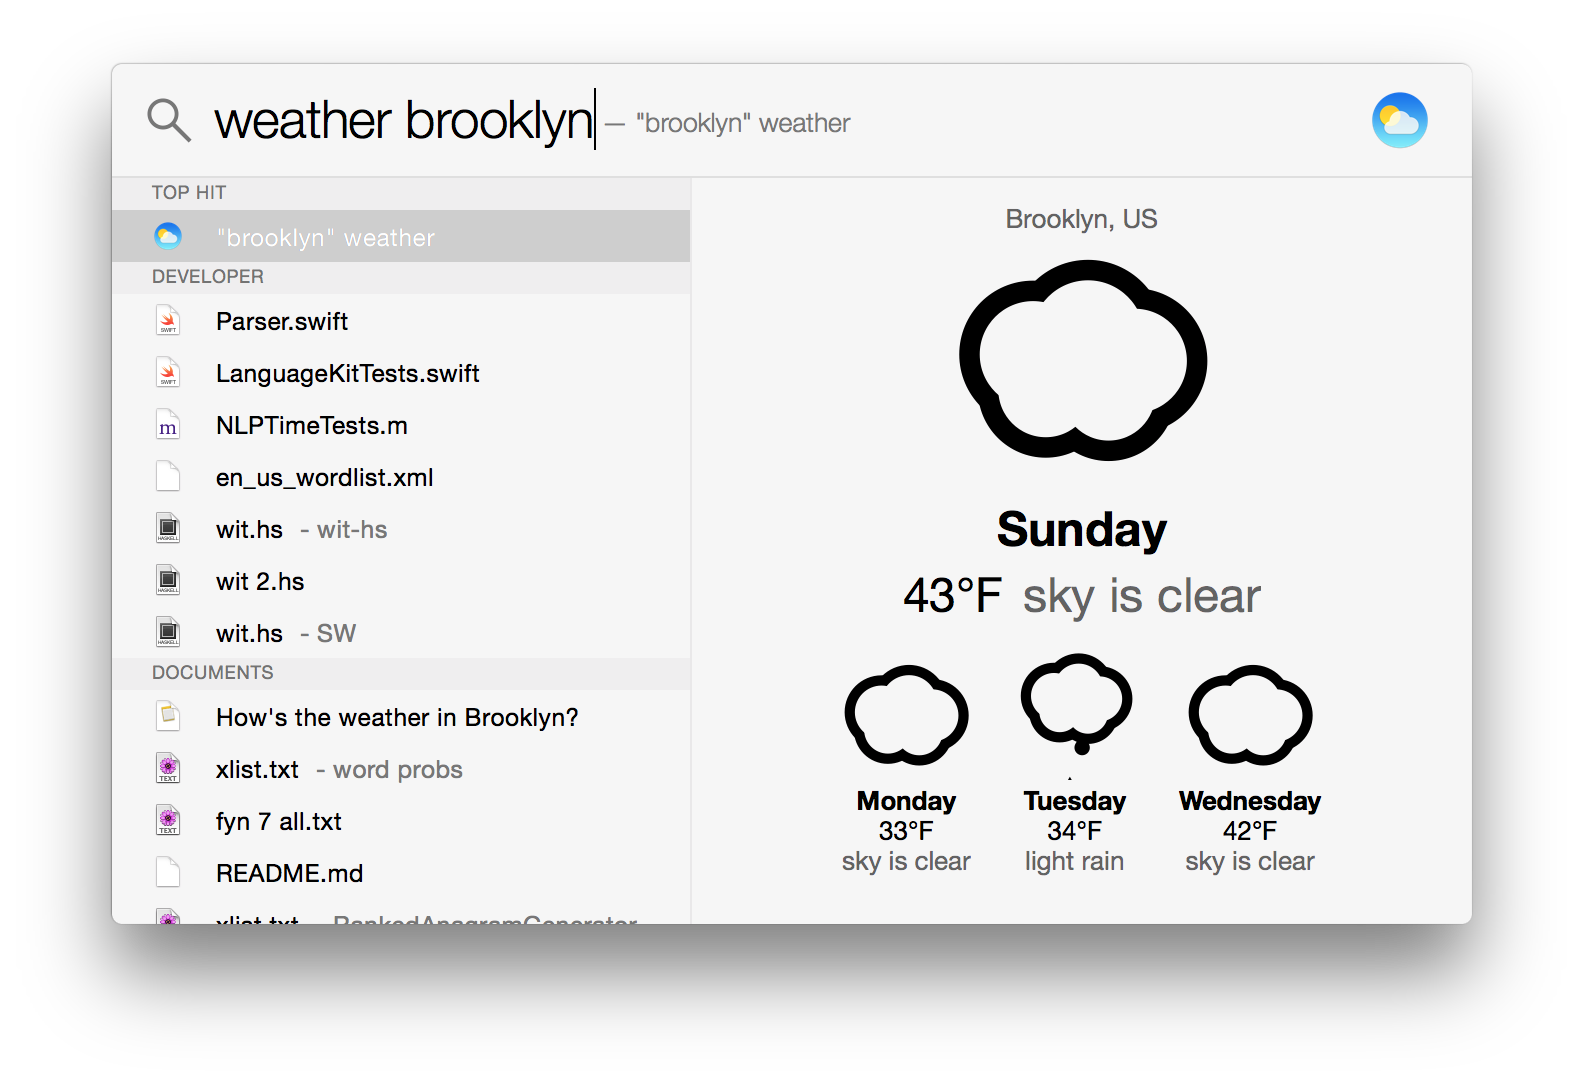 weather brooklyn — "brooklyn" weather
TOP HIT
"brooklyn" weather
DEVELOPER
Parser.swift
LanguageKitTests.swift
NLPTimeTests.m
en_us_wordlist.xml
wit.hs - wit-hs
wit 2.hs
wit.hs - SW
DOCUMENTS
How's the weather in Brooklyn?
xlist.txt - word probs
fyn 7 all.txt
README.md
xlist.txt - RankedAnagramGenerator
Brooklyn, US
Sunday
43°F sky is clear
Monday
33°F
sky is clear
Tuesday
34°F
light rain
Wednesday
42°F
sky is clear